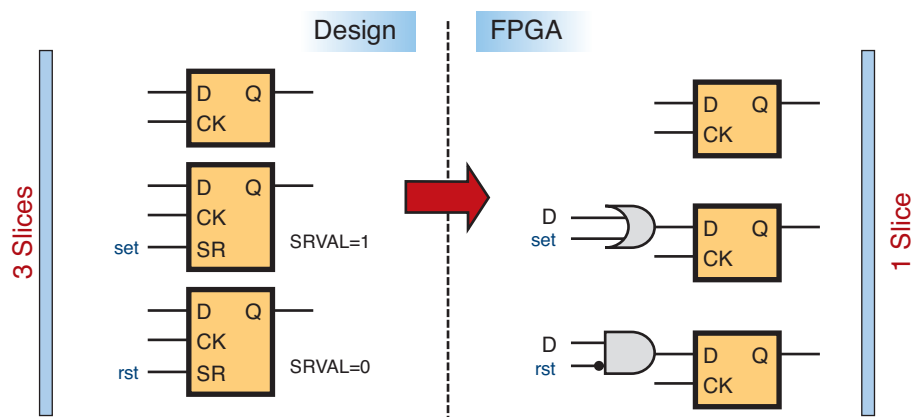 Design
FPGA
3 Slices
D Q
CK
D Q
CK
set SR
SRVAL=1
D Q
CK
rst SR
SRVAL=0
D Q
CK
D
set
D Q
CK
D
rst
D Q
CK
1 Slice